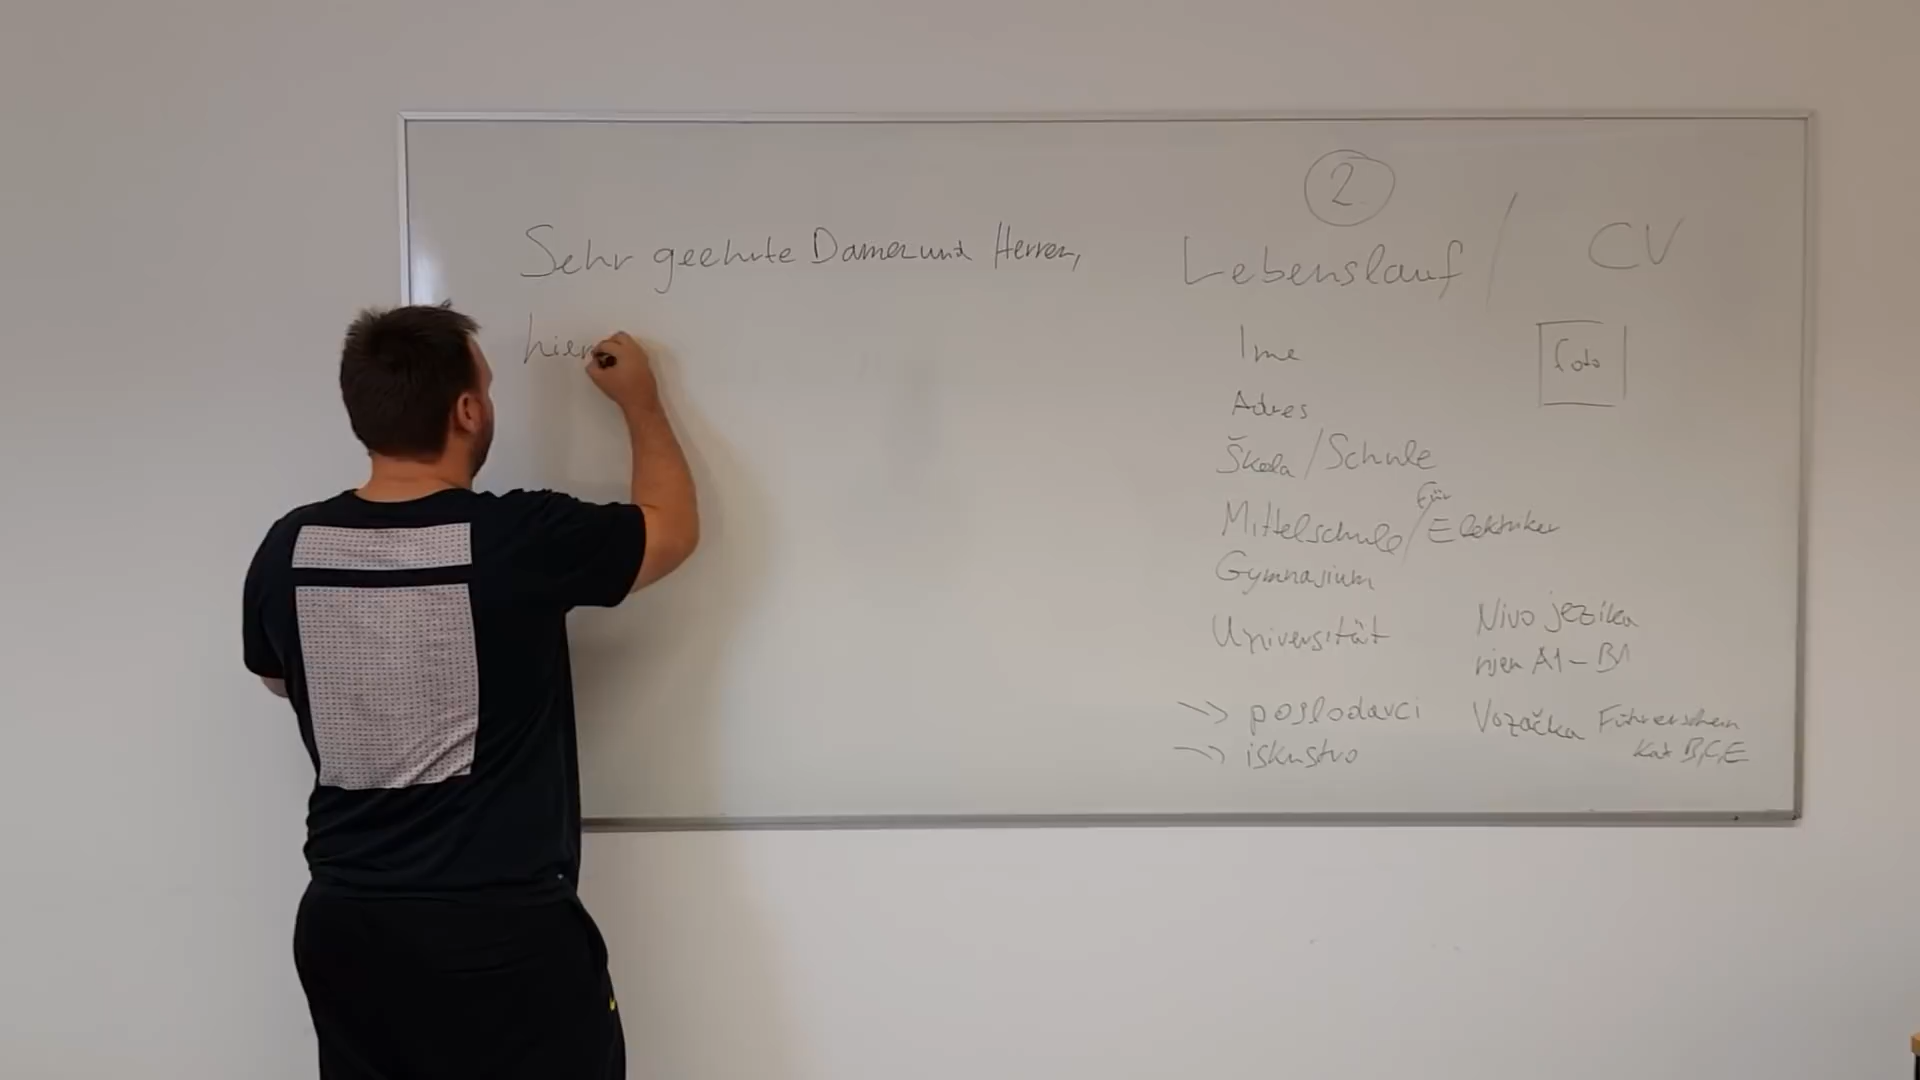 Sehr geehrte Damen und Herren,
hier
2.
Lebenslauf / CV
Ime
foto
Adres
Škola / Schule
für
Mittelschule / Elektriker
Gymnasium
Universität
Nivo jezika
njem A1 - B1
→ poslodavci
→ iskustvo
Vozačka Führerschein
Kat B,C,E